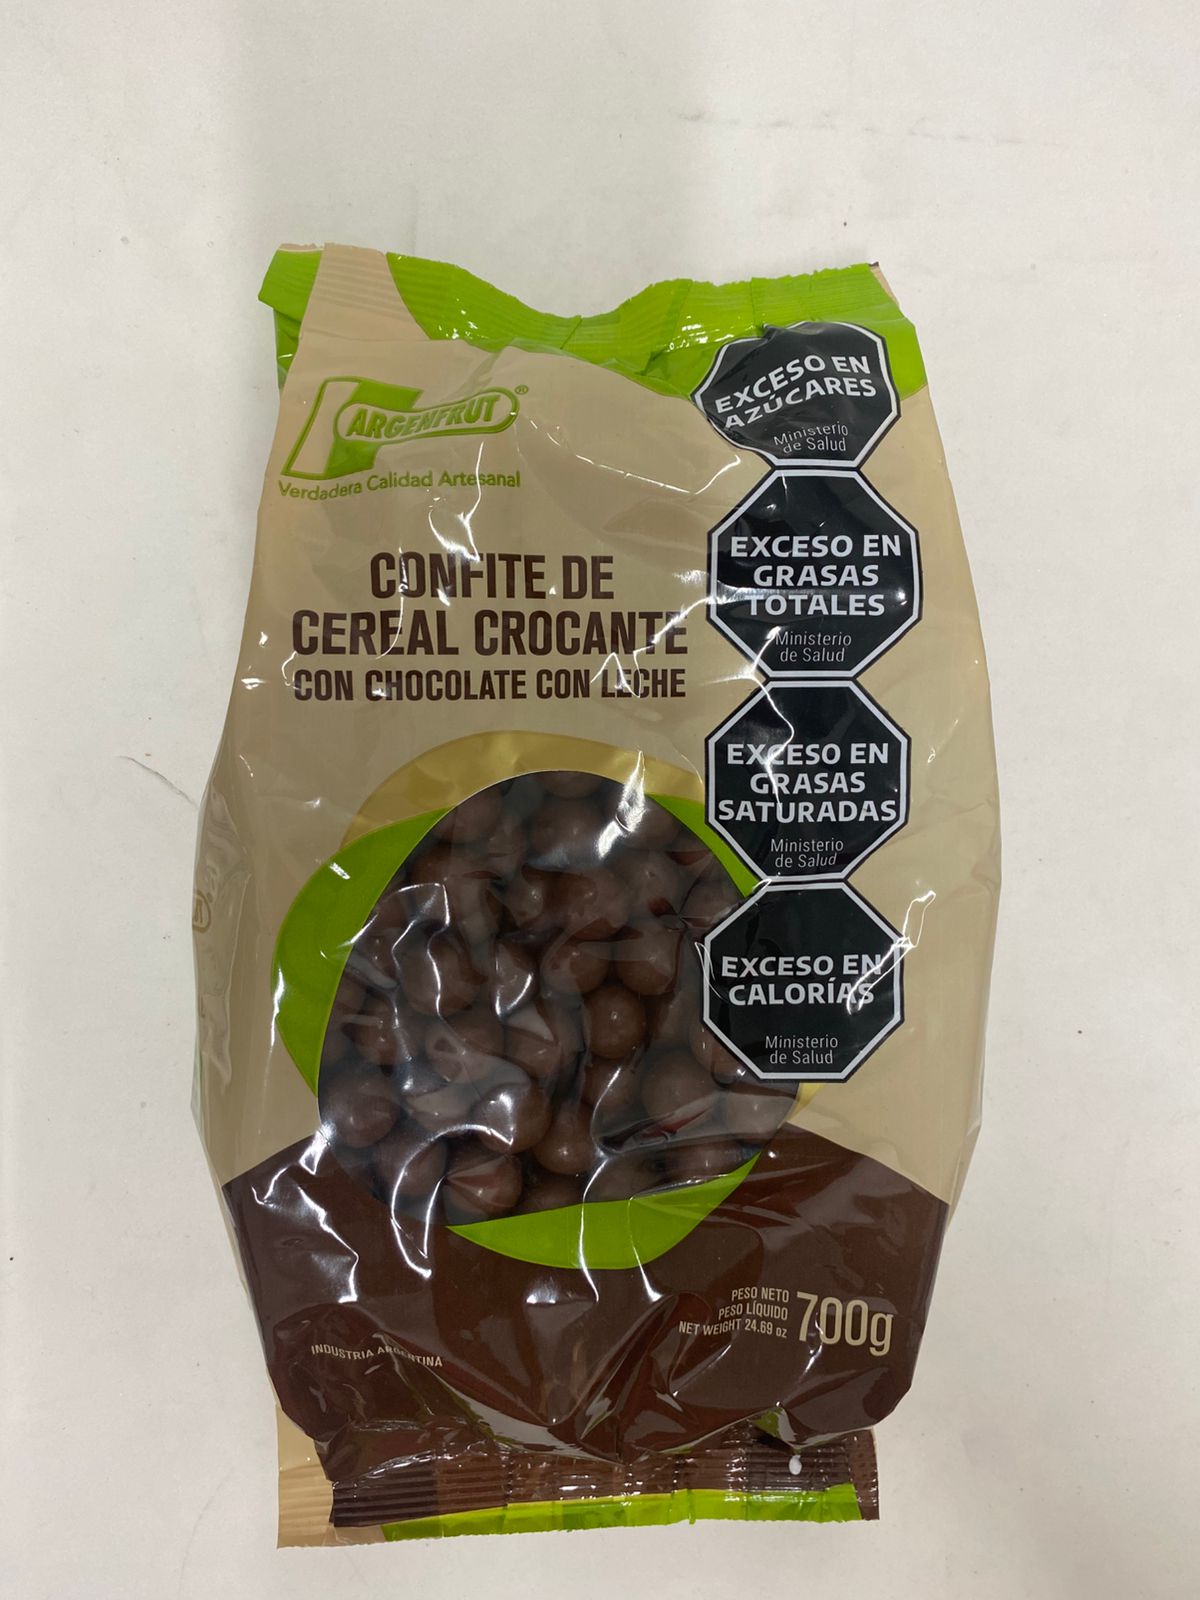 ARGENFRUT®
Verdadera Calidad Artesanal
CONFITE DE
CEREAL CROCANTE
CON CHOCOLATE CON LECHE
EXCESO EN
AZÚCARES
Ministerio
de Salud
EXCESO EN
GRASAS
TOTALES
Ministerio
de Salud
EXCESO EN
GRASAS
SATURADAS
Ministerio
de Salud
EXCESO EN
CALORÍAS
Ministerio
de Salud
PESO NETO
PESO LÍQUIDO
NET WEIGHT 24.69 oz
700g
INDUSTRIA ARGENTINA